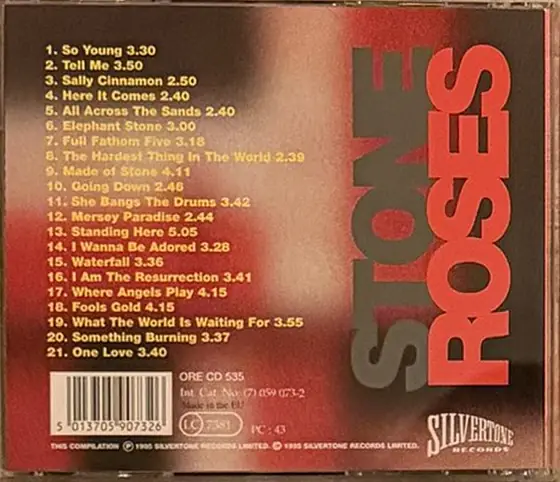 1. So Young 3.30
2. Tell Me 3.50
3. Sally Cinnamon 2.50
4. Here It Comes 2.40
5. All Across The Sands 2.40
6. Elephant Stone 3.00
7. Full Fathom Five 3.18
8. The Hardest Thing In The World 2.39
9. Made of Stone 4.11
10. Going Down 2.46
11. She Bangs The Drums 3.42
12. Mersey Paradise 2.44
13. Standing Here 5.05
14. I Wanna Be Adored 3.28
15. Waterfall 3.36
16. I Am The Resurrection 3.41
17. Where Angels Play 4.15
18. Fools Gold 4.15
19. What The World Is Waiting For 3.55
20. Something Burning 3.37
21. One Love 3.40
STONE
ROSES
ORE CD 535
Int. Cat. No. (7) 059 073-2
Made in the EU
LC 7381
PC : 43
5 013705 907326
THIS COMPILATION Ⓟ 1995 SILVERTONE RECORDS LIMITED. © 1995 SILVERTONE RECORDS LIMITED.
SILVERTONE
RECORDS